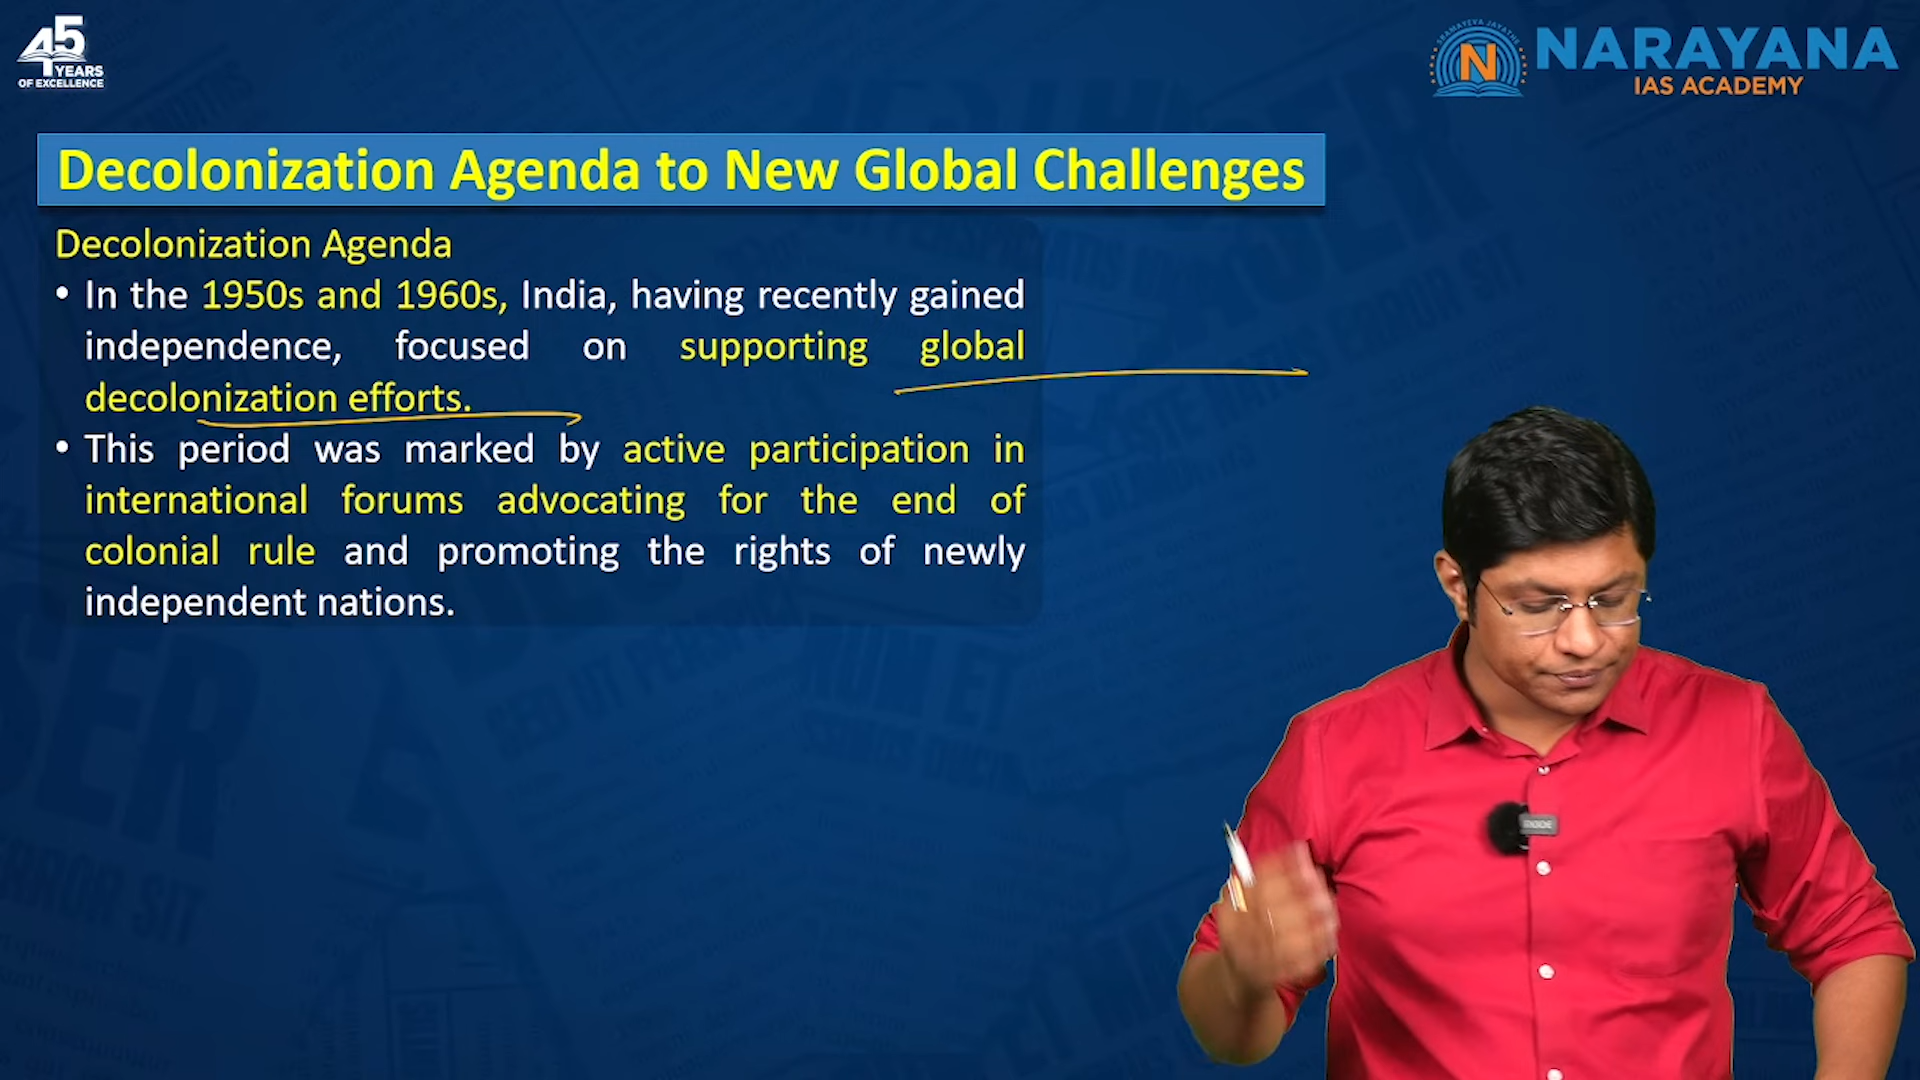 45
YEARS
OF EXCELLENCE
NARAYANA
IAS ACADEMY
Decolonization Agenda to New Global Challenges
Decolonization Agenda
• In the 1950s and 1960s, India, having recently gained
independence, focused on supporting global
decolonization efforts.
• This period was marked by active participation in
international forums advocating for the end of
colonial rule and promoting the rights of newly
independent nations.